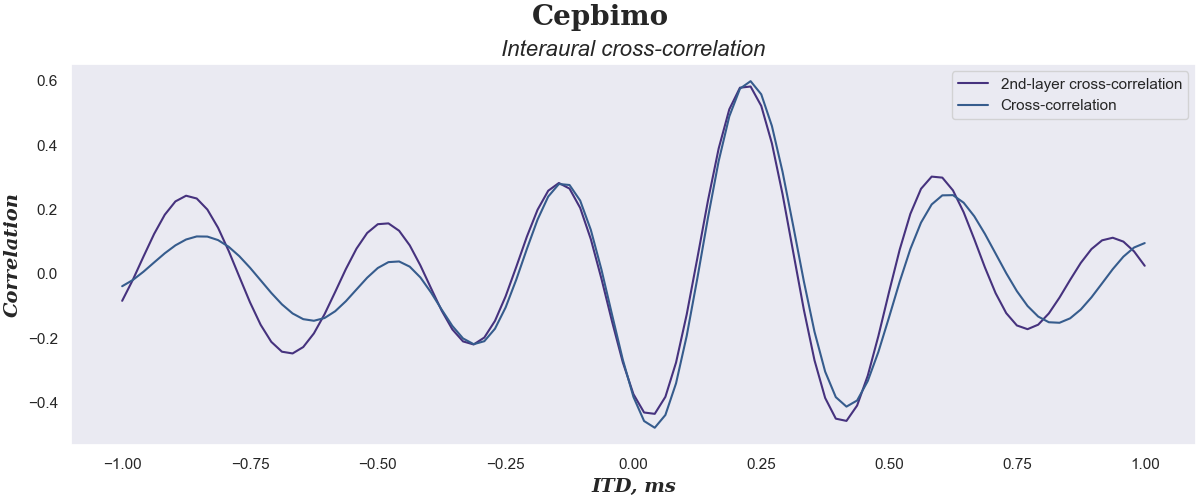 Cepbimo
Interaural cross-correlation
2nd-layer cross-correlation
Cross-correlation
Correlation
0.6
0.4
0.2
0.0
−0.2
−0.4
−1.00 −0.75 −0.50 −0.25 0.00 0.25 0.50 0.75 1.00
ITD, ms